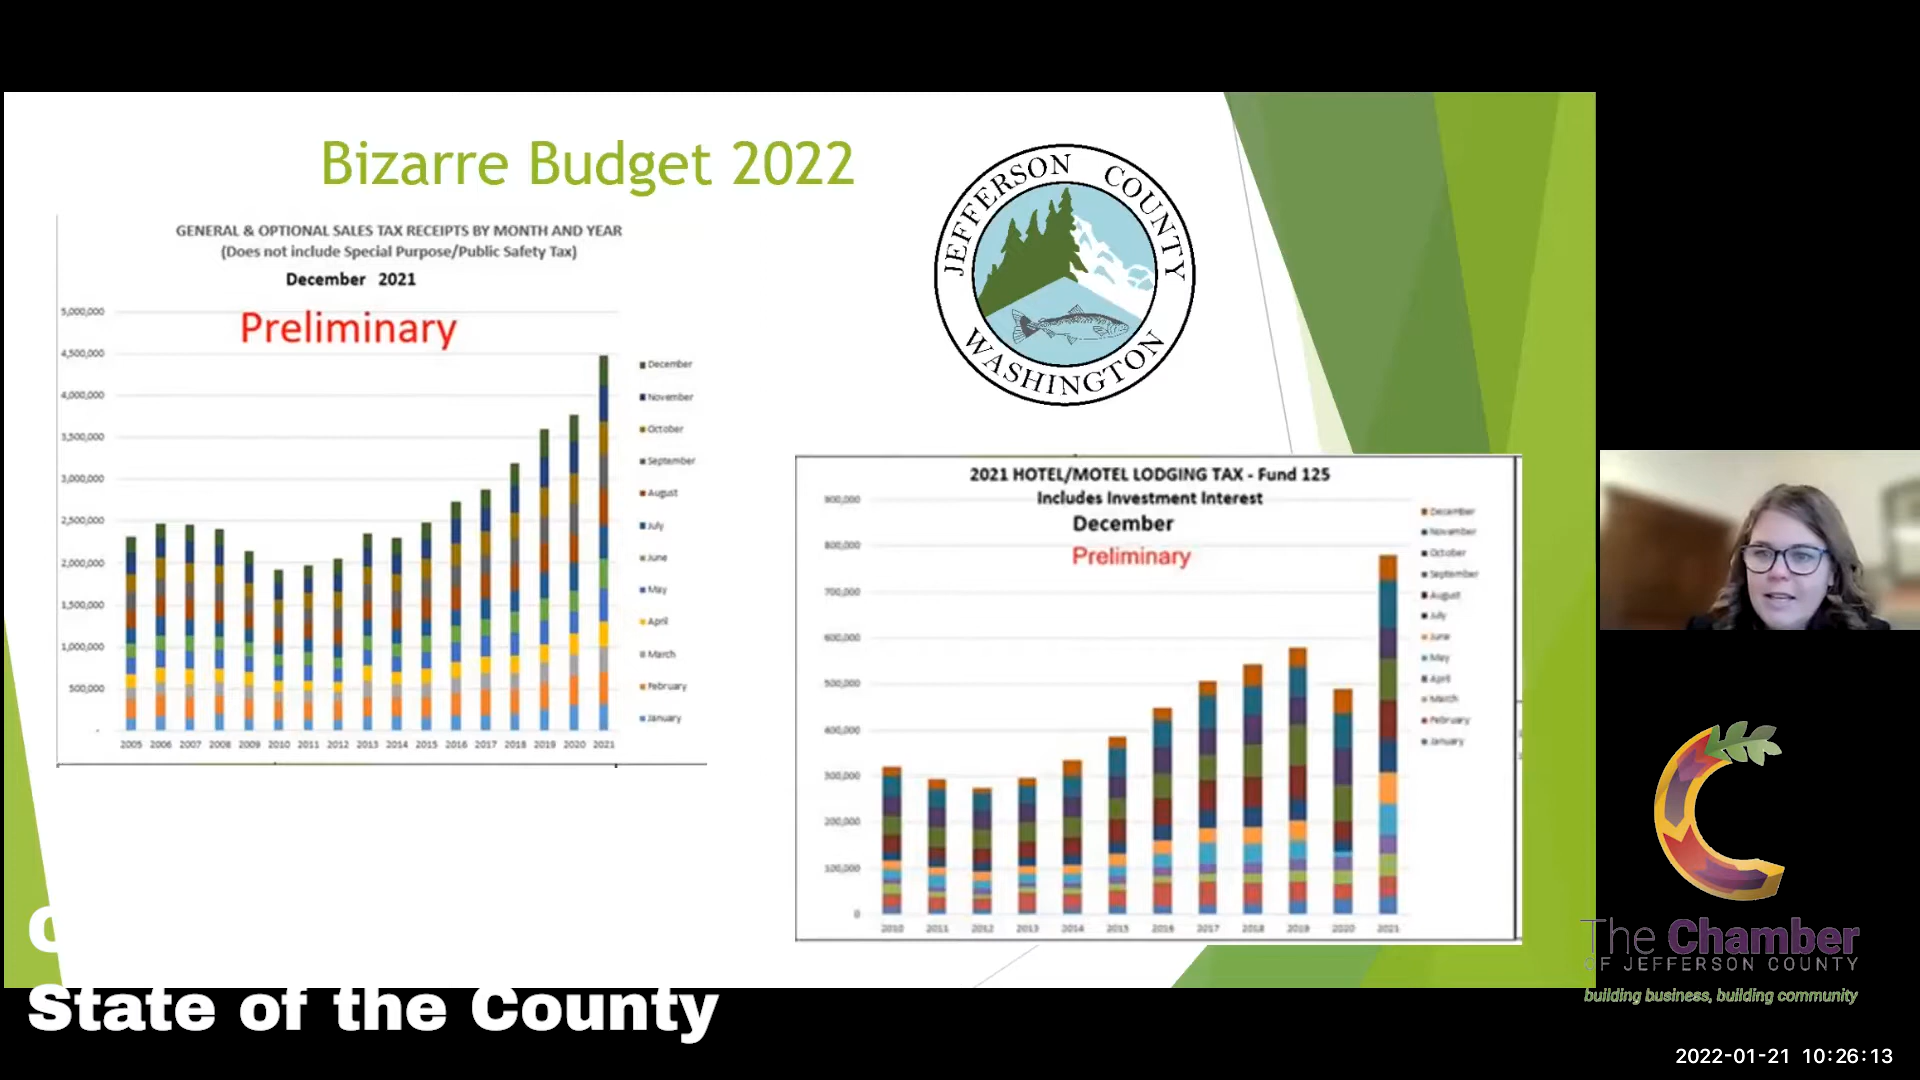 Bizarre Budget 2022
JEFFERSON COUNTY
WASHINGTON
GENERAL & OPTIONAL SALES TAX RECEIPTS BY MONTH AND YEAR
(Does not include Special Purpose/Public Safety Tax)
December 2021
Preliminary
5,000,000
4,500,000
4,000,000
3,500,000
3,000,000
2,500,000
2,000,000
1,500,000
1,000,000
500,000
-
2005 2006 2007 2008 2009 2010 2011 2012 2013 2014 2015 2016 2017 2018 2019 2020 2021
December
November
October
September
August
July
June
May
April
March
February
January
2021 HOTEL/MOTEL LODGING TAX - Fund 125
Includes Investment Interest
December
Preliminary
900,000
800,000
700,000
600,000
500,000
400,000
300,000
200,000
100,000
0
2010 2011 2012 2013 2014 2015 2016 2017 2018 2019 2020 2021
December
November
October
September
August
July
June
May
April
March
February
January
The Chamber
OF JEFFERSON COUNTY
building business, building community
State of the County
2022-01-21 10:26:13